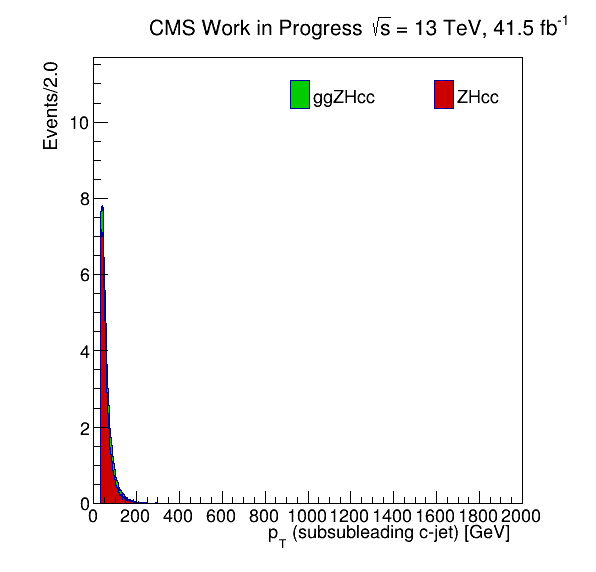 CMS Work in Progress √s = 13 TeV, 41.5 fb⁻¹
Events/2.0
ggZHcc ZHcc
10
8
6
4
2
0
0 200 400 600 800 1000 1200 1400 1600 1800 2000
p_T (subsubleading c-jet) [GeV]